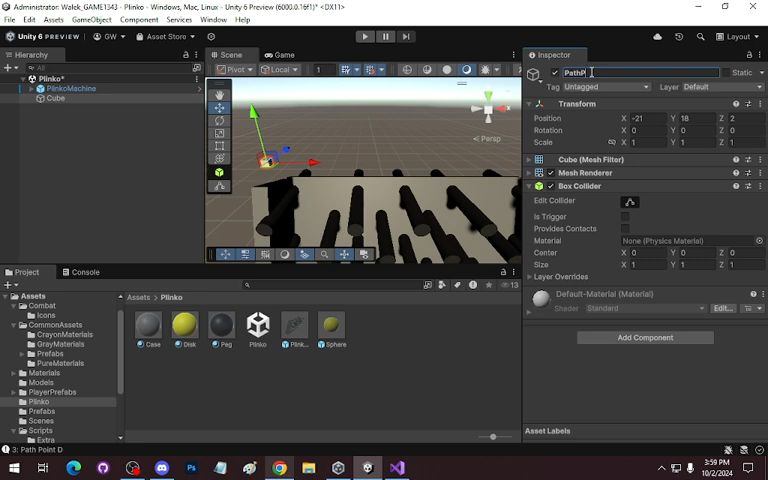 Administrator: Walek_GAME1343 - Plinko - Windows, Mac, Linux - Unity 6 Preview (6000.0.16f1)* <DX11>
File Edit Assets GameObject Component Services Window Help
Unity 6 PREVIEW GW Asset Store Layout
Hierarchy Scene Game Inspector
All
Pivot Global 1
PathP Static
Plinko*
PlinkoMachine
Cube
Tag Untagged Layer Default
Transform
Position X -21 Y 18 Z 2
Rotation X 0 Y 0 Z 0
Scale X 1 Y 1 Z 1
Persp
Cube (Mesh Filter)
Mesh Renderer
Box Collider
Edit Collider
Is Trigger
Provides Contacts
Material None (Physics Material)
Center X 0 Y 0 Z 0
Size X 1 Y 1 Z 1
Layer Overrides
Default-Material (Material)
Shader Standard Edit...
Add Component
Asset Labels
Project Console
13
Assets
Combat
Icons
CommonAssets
CrayonMaterials
GrayMaterials
Prefabs
PureMaterials
Materials
Models
PlayerPrefabs
Plinko
Prefabs
Scenes
Scripts
Extra
Assets > Plinko
Case Disk Peg Plinko Plink... Sphere
3: Path Point D
3:59 PM
10/2/2024